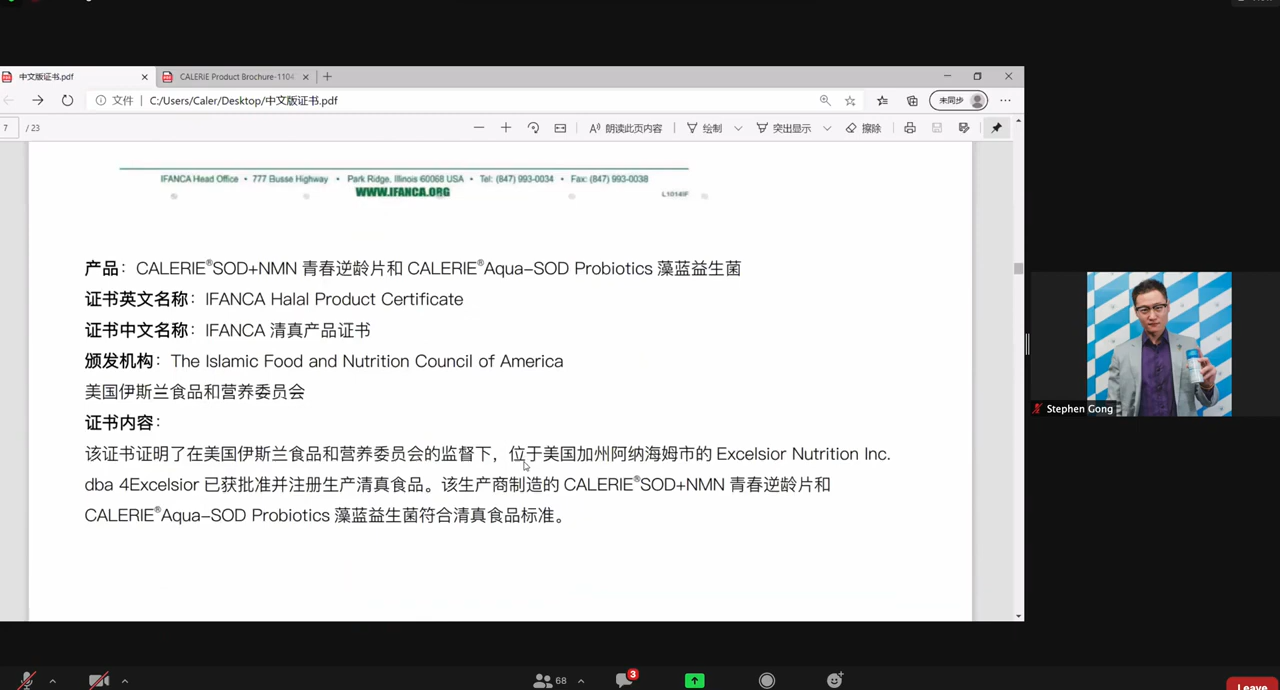 中文版证书.pdf
CALERIE Product Brochure-1104
文件 | C:/Users/Caler/Desktop/中文版证书.pdf
未同步
7 / 23
朗读此页内容
绘制
突出显示
擦除
IFANCA Head Office • 777 Busse Highway • Park Ridge, Illinois 60068 USA • Tel: (847) 993-0034 • Fax: (847) 993-0038
WWW.IFANCA.ORG
产品：CALERIE®SOD+NMN 青春逆龄片和 CALERIE®Aqua–SOD Probiotics 藻蓝益生菌
证书英文名称：IFANCA Halal Product Certificate
证书中文名称：IFANCA 清真产品证书
颁发机构：The Islamic Food and Nutrition Council of America
美国伊斯兰食品和营养委员会
证书内容：
该证书证明了在美国伊斯兰食品和营养委员会的监督下，位于美国加州阿纳海姆市的 Excelsior Nutrition Inc.
dba 4Excelsior 已获批准并注册生产清真食品。该生产商制造的 CALERIE®SOD+NMN 青春逆龄片和
CALERIE®Aqua–SOD Probiotics 藻蓝益生菌符合清真食品标准。
Stephen Gong
68
3
Leave